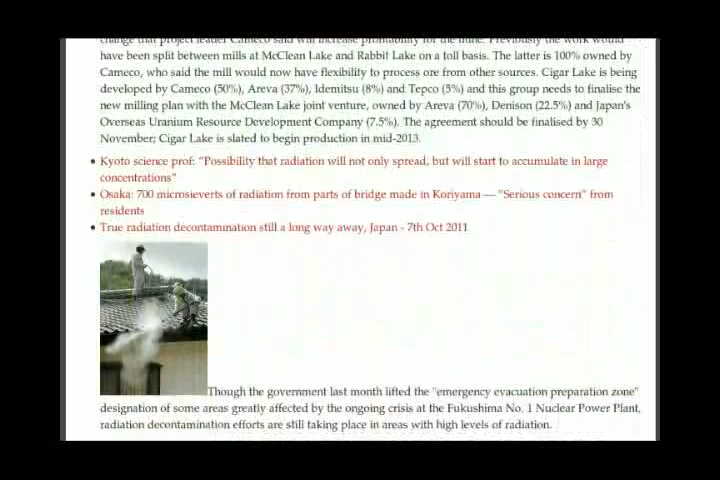 change that project leader Cameco said will increase profitability for the mine. Previously the work would
have been split between mills at McClean Lake and Rabbit Lake on a toll basis. The latter is 100% owned by
Cameco, who said the mill would now have flexibility to process ore from other sources. Cigar Lake is being
developed by Cameco (50%), Areva (37%), Idemitsu (8%) and Tepco (5%) and this group needs to finalise the
new milling plan with the McClean Lake joint venture, owned by Areva (70%), Denison (22.5%) and Japan's
Overseas Uranium Resource Development Company (7.5%). The agreement should be finalised by 30
November; Cigar Lake is slated to begin production in mid-2013.
• Kyoto science prof: “Possibility that radiation will not only spread, but will start to accumulate in large
concentrations”
• Osaka: 700 microsieverts of radiation from parts of bridge made in Koriyama — “Serious concern” from
residents
• True radiation decontamination still a long way away, Japan - 7th Oct 2011
Though the government last month lifted the "emergency evacuation preparation zone"
designation of some areas greatly affected by the ongoing crisis at the Fukushima No. 1 Nuclear Power Plant,
radiation decontamination efforts are still taking place in areas with high levels of radiation.